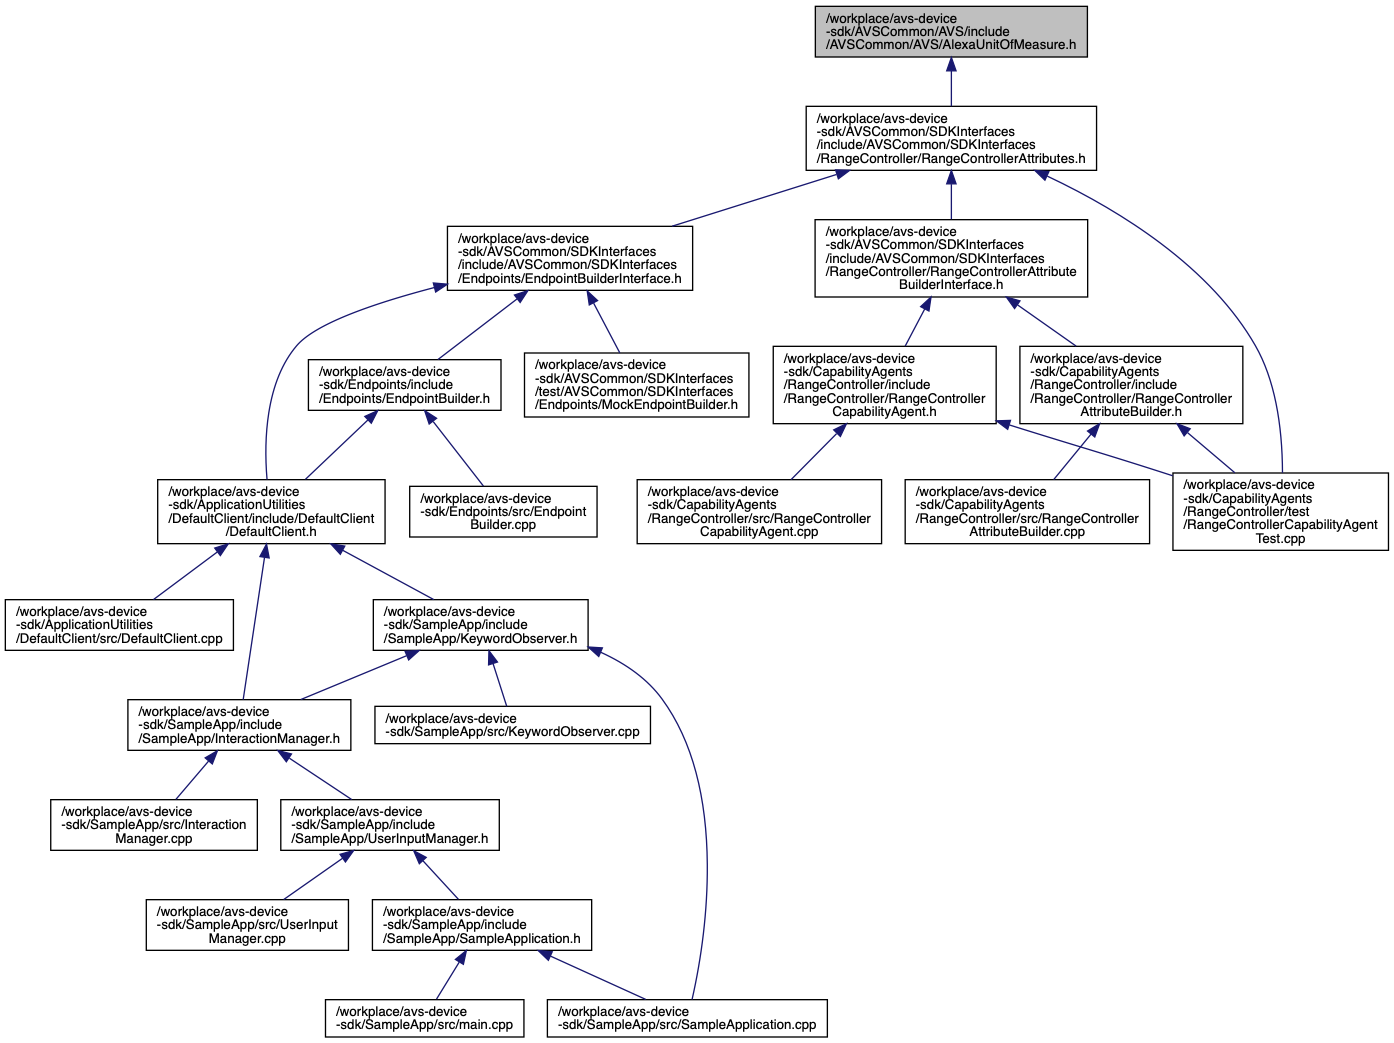 /workplace/avs-device
-sdk/AVSCommon/AVS/include
/AVSCommon/AVS/AlexaUnitOfMeasure.h
/workplace/avs-device
-sdk/AVSCommon/SDKInterfaces
/include/AVSCommon/SDKInterfaces
/RangeController/RangeControllerAttributes.h
/workplace/avs-device
-sdk/AVSCommon/SDKInterfaces
/include/AVSCommon/SDKInterfaces
/Endpoints/EndpointBuilderInterface.h
/workplace/avs-device
-sdk/AVSCommon/SDKInterfaces
/include/AVSCommon/SDKInterfaces
/RangeController/RangeControllerAttribute
BuilderInterface.h
/workplace/avs-device
-sdk/Endpoints/include
/Endpoints/EndpointBuilder.h
/workplace/avs-device
-sdk/AVSCommon/SDKInterfaces
/test/AVSCommon/SDKInterfaces
/Endpoints/MockEndpointBuilder.h
/workplace/avs-device
-sdk/CapabilityAgents
/RangeController/include
/RangeController/RangeController
CapabilityAgent.h
/workplace/avs-device
-sdk/CapabilityAgents
/RangeController/include
/RangeController/RangeController
AttributeBuilder.h
/workplace/avs-device
-sdk/ApplicationUtilities
/DefaultClient/include/DefaultClient
/DefaultClient.h
/workplace/avs-device
-sdk/Endpoints/src/Endpoint
Builder.cpp
/workplace/avs-device
-sdk/CapabilityAgents
/RangeController/src/RangeController
CapabilityAgent.cpp
/workplace/avs-device
-sdk/CapabilityAgents
/RangeController/src/RangeController
AttributeBuilder.cpp
/workplace/avs-device
-sdk/CapabilityAgents
/RangeController/test
/RangeControllerCapabilityAgent
Test.cpp
/workplace/avs-device
-sdk/ApplicationUtilities
/DefaultClient/src/DefaultClient.cpp
/workplace/avs-device
-sdk/SampleApp/include
/SampleApp/KeywordObserver.h
/workplace/avs-device
-sdk/SampleApp/include
/SampleApp/InteractionManager.h
/workplace/avs-device
-sdk/SampleApp/src/KeywordObserver.cpp
/workplace/avs-device
-sdk/SampleApp/src/Interaction
Manager.cpp
/workplace/avs-device
-sdk/SampleApp/include
/SampleApp/UserInputManager.h
/workplace/avs-device
-sdk/SampleApp/src/UserInput
Manager.cpp
/workplace/avs-device
-sdk/SampleApp/include
/SampleApp/SampleApplication.h
/workplace/avs-device
-sdk/SampleApp/src/main.cpp
/workplace/avs-device
-sdk/SampleApp/src/SampleApplication.cpp